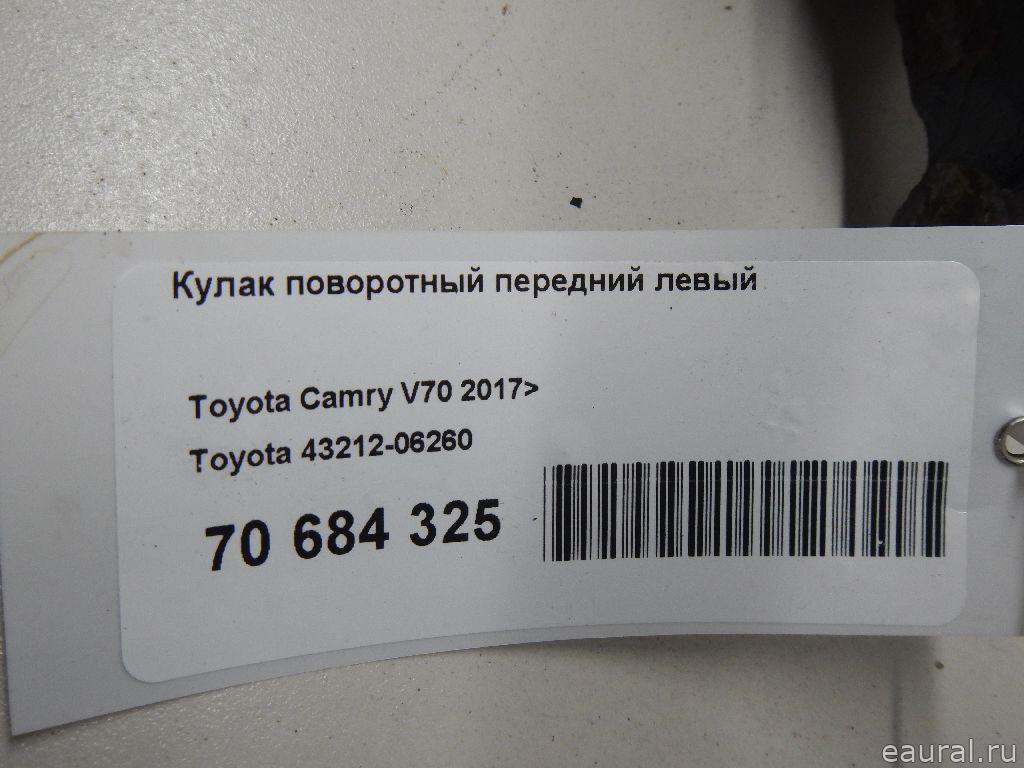 Кулак поворотный передний левый
Toyota Camry V70 2017>
Toyota 43212-06260
70 684 325
eaural.ru